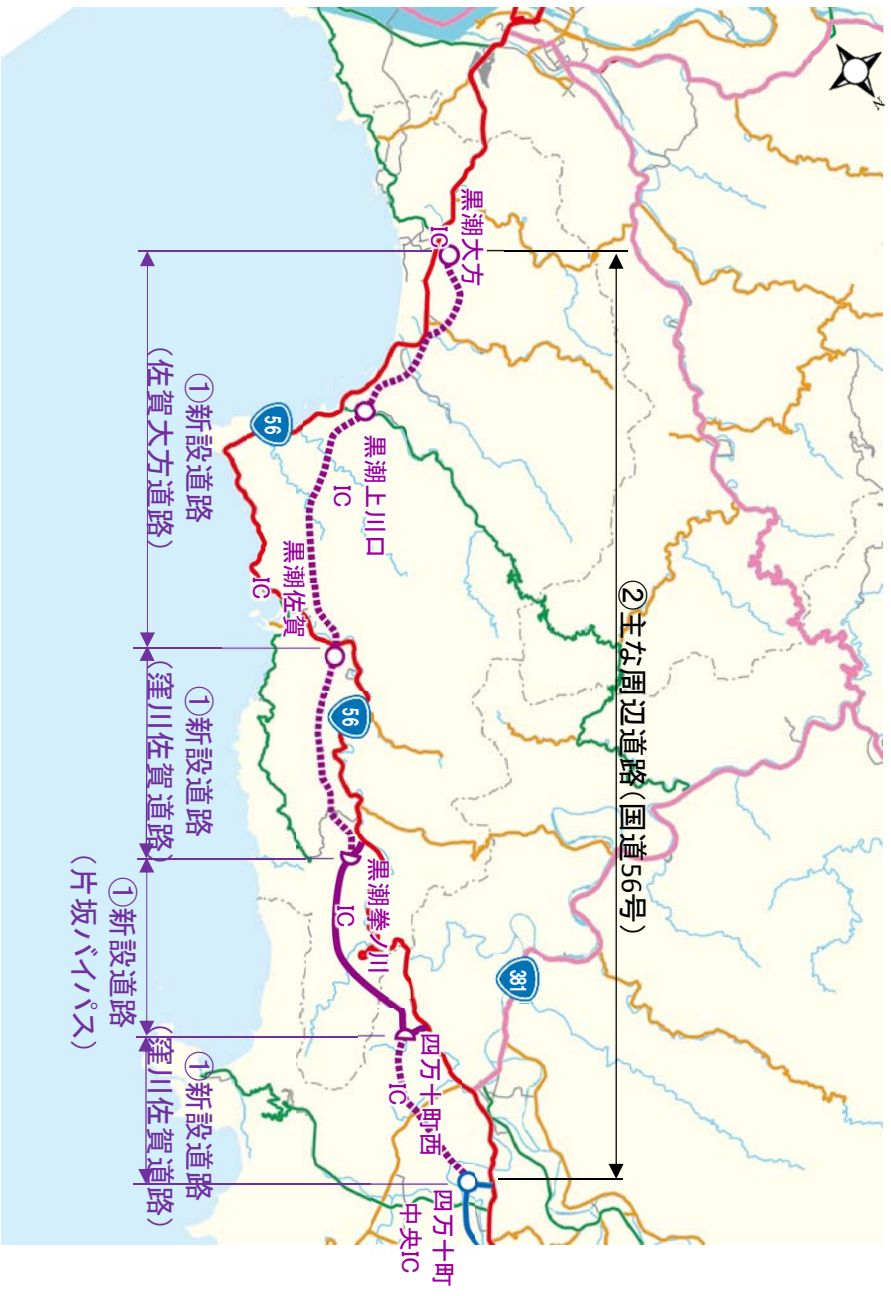 N
②主な周辺道路(国道56号)
381
黒潮大方
IC
黒潮上川口
IC
56
黒潮佐賀
IC
56
黒潮拳ノ川
IC
四万十町西
IC
四万十町
中央IC
①新設道路
(佐賀大方道路)
①新設道路
(窪川佐賀道路)
①新設道路
(片坂バイパス)
①新設道路
(窪川佐賀道路)